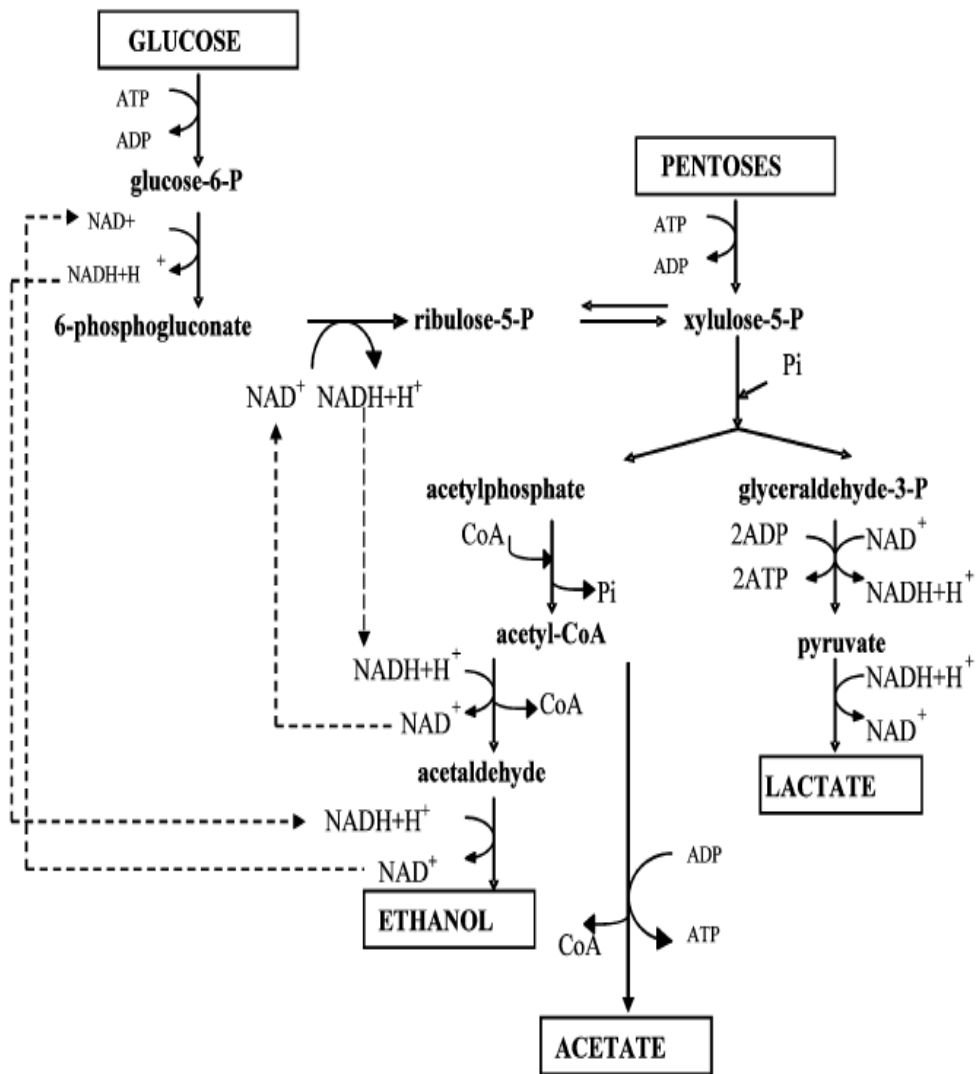 GLUCOSE
ATP
ADP
glucose-6-P
PENTOSES
NAD+
ATP
NADH+H +
ADP
6-phosphogluconate
ribulose-5-P
xylulose-5-P
Pi
NAD+ NADH+H+
acetylphosphate
glyceraldehyde-3-P
CoA
2ADP
NAD+
2ATP
NADH+H+
Pi
acetyl-CoA
pyruvate
NADH+H+
NADH+H+
NAD+
CoA
NAD+
acetaldehyde
LACTATE
NADH+H+
ADP
NAD+
ETHANOL
CoA
ATP
ACETATE